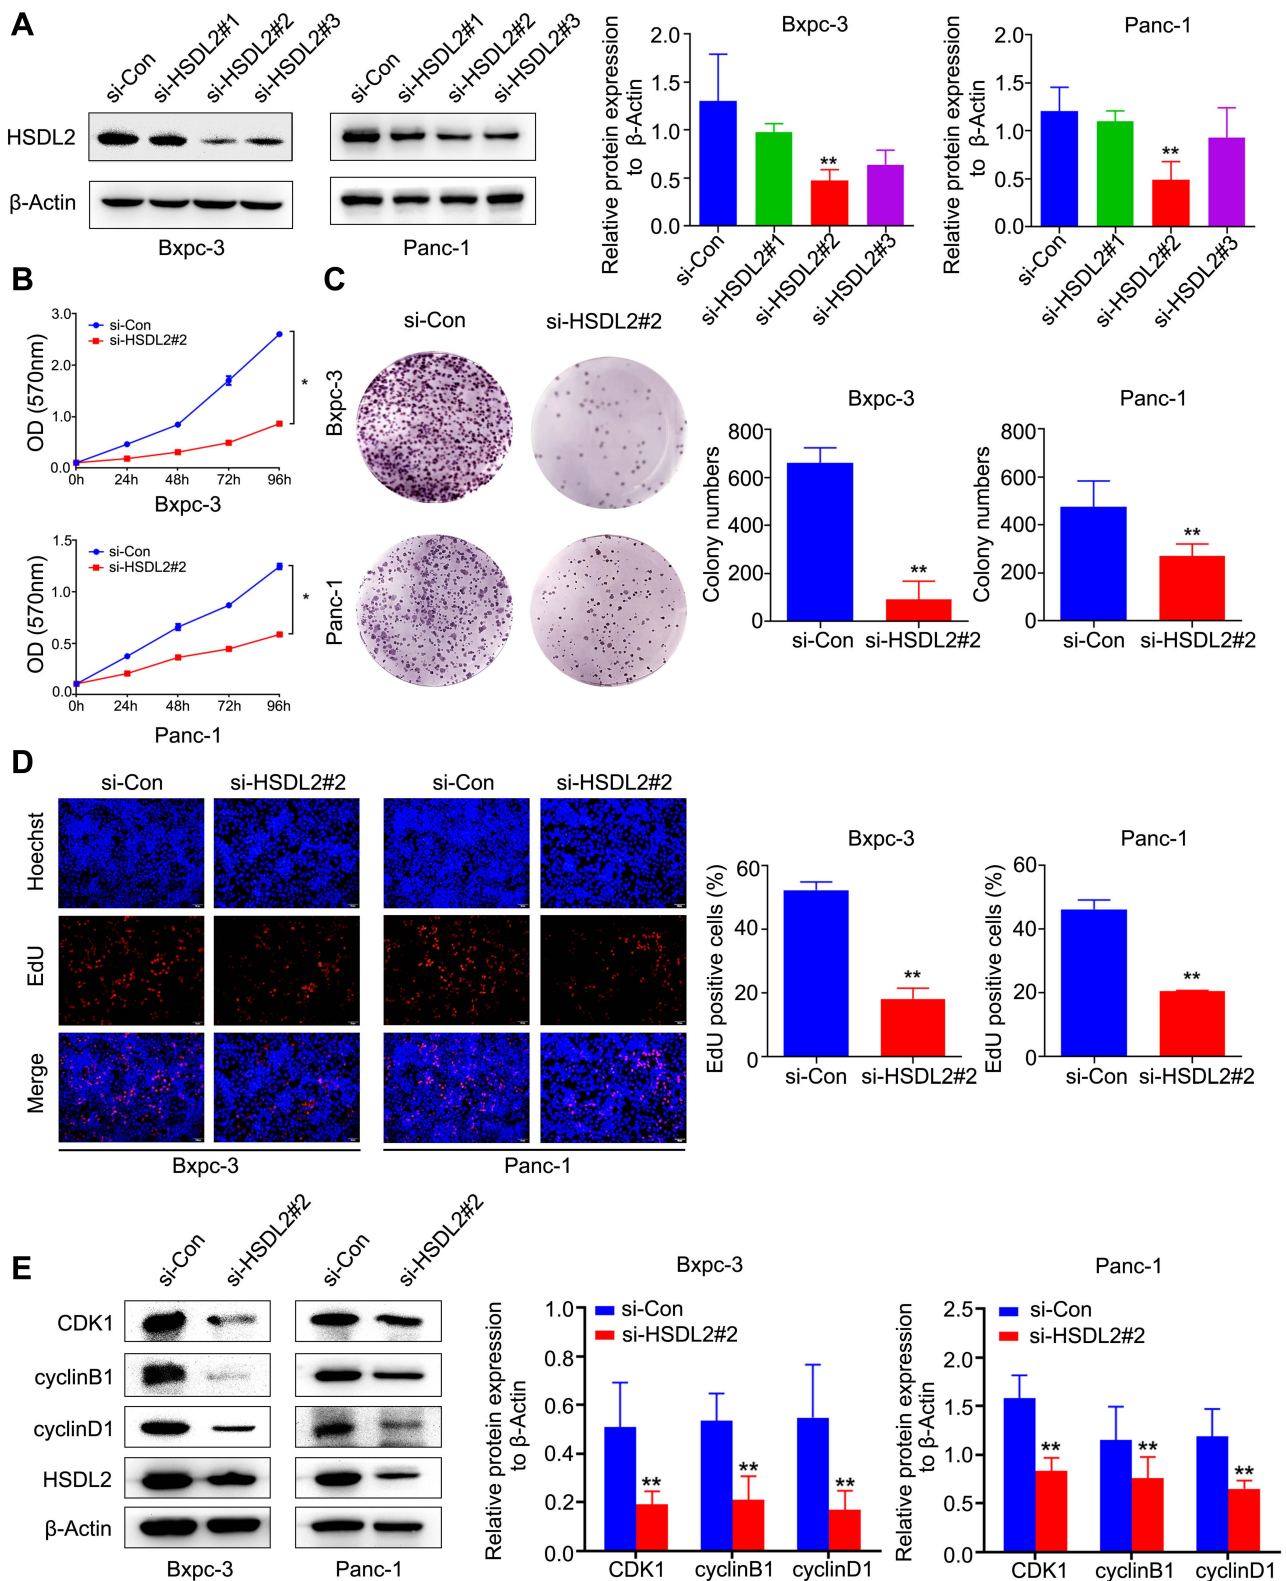 A
si-Con
si-HSDL2#1
si-HSDL2#2
si-HSDL2#3
si-Con
si-HSDL2#1
si-HSDL2#2
si-HSDL2#3
HSDL2
β-Actin
Bxpc-3
Panc-1
Bxpc-3
Relative protein expression
to β-Actin
2.0
1.5
1.0
0.5
0.0
**
si-Con
si-HSDL2#1
si-HSDL2#2
si-HSDL2#3
Panc-1
Relative protein expression
to β-Actin
2.0
1.5
1.0
0.5
0.0
**
si-Con
si-HSDL2#1
si-HSDL2#2
si-HSDL2#3
B
OD (570nm)
3.0
2.0
1.0
0.0
si-Con
si-HSDL2#2
*
0h 24h 48h 72h 96h
Bxpc-3
OD (570nm)
1.5
1.0
0.5
0.0
si-Con
si-HSDL2#2
*
0h 24h 48h 72h 96h
Panc-1
C
si-Con
si-HSDL2#2
Bxpc-3
Panc-1
Bxpc-3
Colony numbers
800
600
400
200
0
**
si-Con si-HSDL2#2
Panc-1
Colony numbers
800
600
400
200
0
**
si-Con si-HSDL2#2
D
si-Con
si-HSDL2#2
si-Con
si-HSDL2#2
Hoechst
EdU
Merge
Bxpc-3
Panc-1
Bxpc-3
EdU positive cells (%)
60
40
20
0
**
si-Con si-HSDL2#2
Panc-1
EdU positive cells (%)
60
40
20
0
**
si-Con si-HSDL2#2
E
si-Con
si-HSDL2#2
si-Con
si-HSDL2#2
CDK1
cyclinB1
cyclinD1
HSDL2
β-Actin
Bxpc-3
Panc-1
Bxpc-3
Relative protein expression
to β-Actin
1.0
0.8
0.6
0.4
0.2
0.0
si-Con
si-HSDL2#2
**
**
**
CDK1 cyclinB1 cyclinD1
Panc-1
Relative protein expression
to β-Actin
2.5
2.0
1.5
1.0
0.5
0.0
si-Con
si-HSDL2#2
**
**
**
CDK1 cyclinB1 cyclinD1